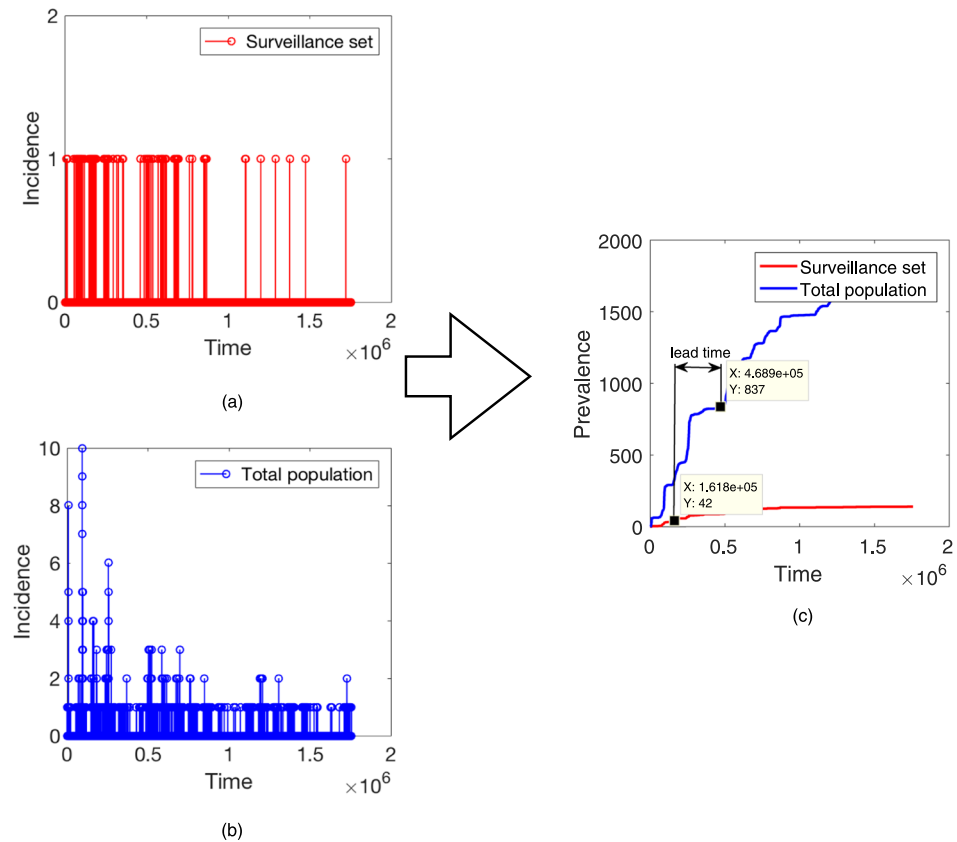 2
Surveillance set
1
Incidence
0
0
0.5
1
1.5
2
Time
×10^6
(a)
10
Total population
8
6
4
2
0
Incidence
0
0.5
1
1.5
2
Time
×10^6
(b)
2000
Surveillance set
Total population
1500
lead time
X: 4.689e+05
Y: 837
1000
Prevalence
500
X: 1.618e+05
Y: 42
0
0
0.5
1
1.5
2
Time
×10^6
(c)